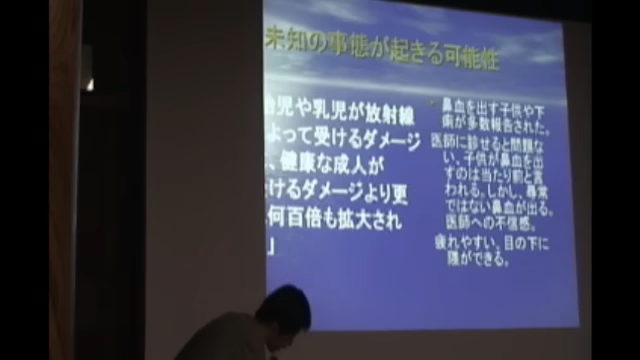 未知の事態が起きる可能性
胎児や乳児が放射線
よって受けるダメージ
、健康な成人が
けるダメージより更
何百倍も拡大され
」
鼻血を出す子供や下
痢が多数報告された。
医師に診せると問題な
い、子供が鼻血を出
すのは当たり前と言
われる。しかし、尋常
ではない鼻血が出る。
医師への不信感。
疲れやすい、目の下に
隈ができる。